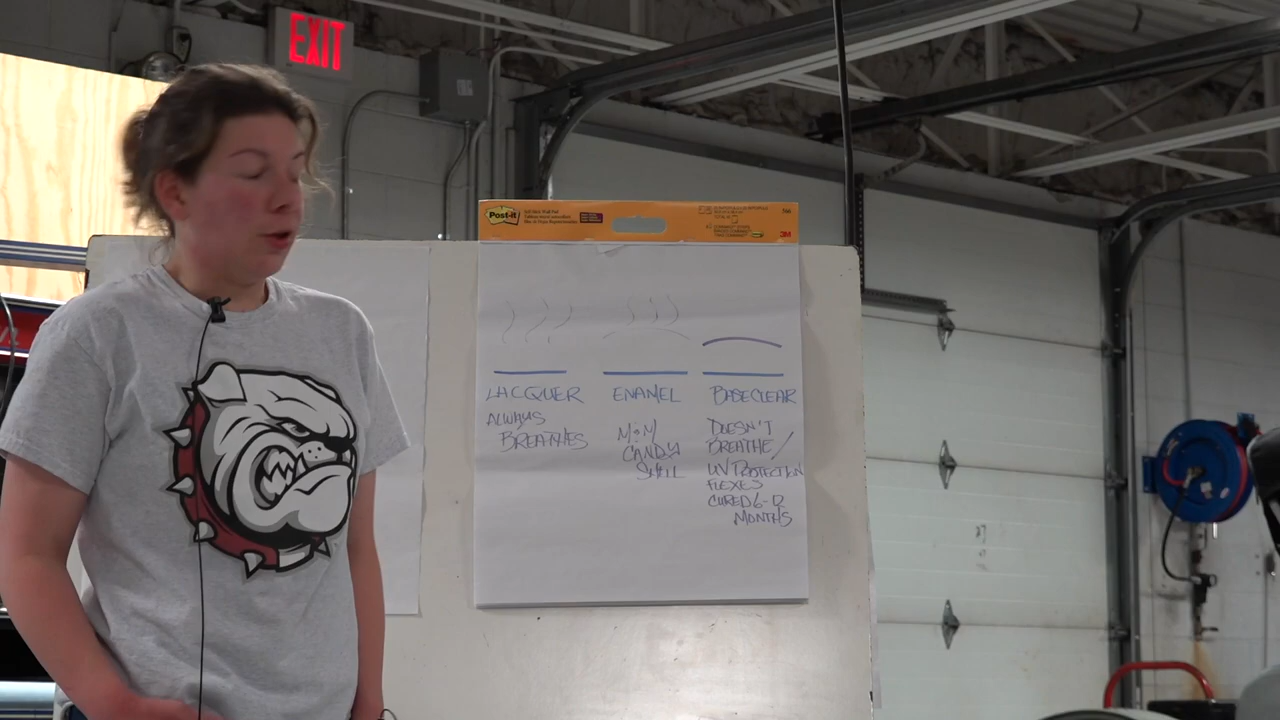 EXIT
Post-it
566
3M
LACQUER
ALWAYS
BREATHES
ENAMEL
M&M
CANDY
SHELL
BASECLEAR
DOESN'T
BREATHE/
UV PROTECTION
FLEXES
CURED 6-12
MONTHS